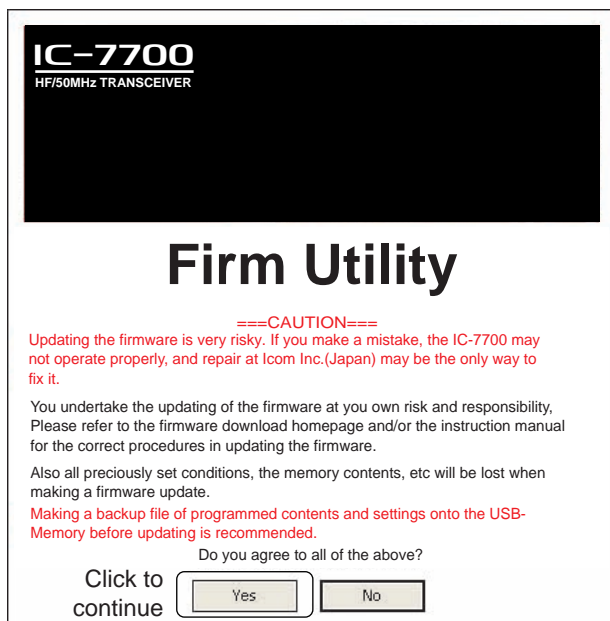 IC-7700
HF/50MHz TRANSCEIVER
Firm Utility
===CAUTION===
Updating the firmware is very risky. If you make a mistake, the IC-7700 may
not operate properly, and repair at Icom Inc.(Japan) may be the only way to
fix it.
You undertake the updating of the firmware at you own risk and responsibility,
Please refer to the firmware download homepage and/or the instruction manual
for the correct procedures in updating the firmware.
Also all preciously set conditions, the memory contents, etc will be lost when
making a firmware update.
Making a backup file of programmed contents and settings onto the USB-
Memory before updating is recommended.
Do you agree to all of the above?
Click to
continue
Yes
No